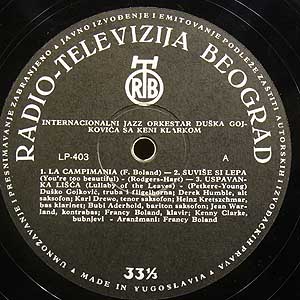 PRESNIMAVANJE ZABRANJENO • JAVNO IZVOĐENJE I EMITOVANJE PODLEŽE ZAŠTITI AUTORSKIH I IZVOĐAČKIH PRAVA
RADIO-TELEVIZIJA BEOGRAD
RTB
INTERNACIONALNI JAZZ ORKESTAR DUŠKA GOJ-
KOVIĆA SA KENI KLARKOM
LP-403
A
1. LA CAMPIMANIA (F. Boland) — 2. SUVIŠE SI LEPA
(You're too beautiful) - (Rodgers-Hart) — 3. USPAVAN-
KA LIŠĆA (Lullaby of the Leaves) - (Petkere-Young)
Duško Gojković, truba i fligelhorna; Derek Humble, alt
saksofon; Karl Drewo, tenor saksofon; Heinz Kretzschmar,
bas klarinet; Bubi Aderhold, bariton saksofon; Jean War-
land, kontrabas; Francy Boland, klavir; Kenny Clarke,
bubnjevi - Aranžmani Francy Boland
33⅓
UMNOŽAVANJE
MADE IN YUGOSLAVIA